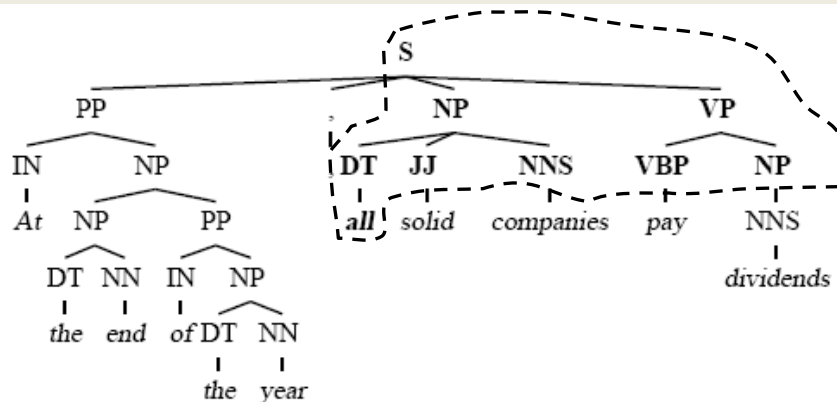 S
PP , NP VP
IN NP , DT JJ NNS VBP NP
At NP PP all solid companies pay NNS
DT NN IN NP dividends
the end of DT NN
the year